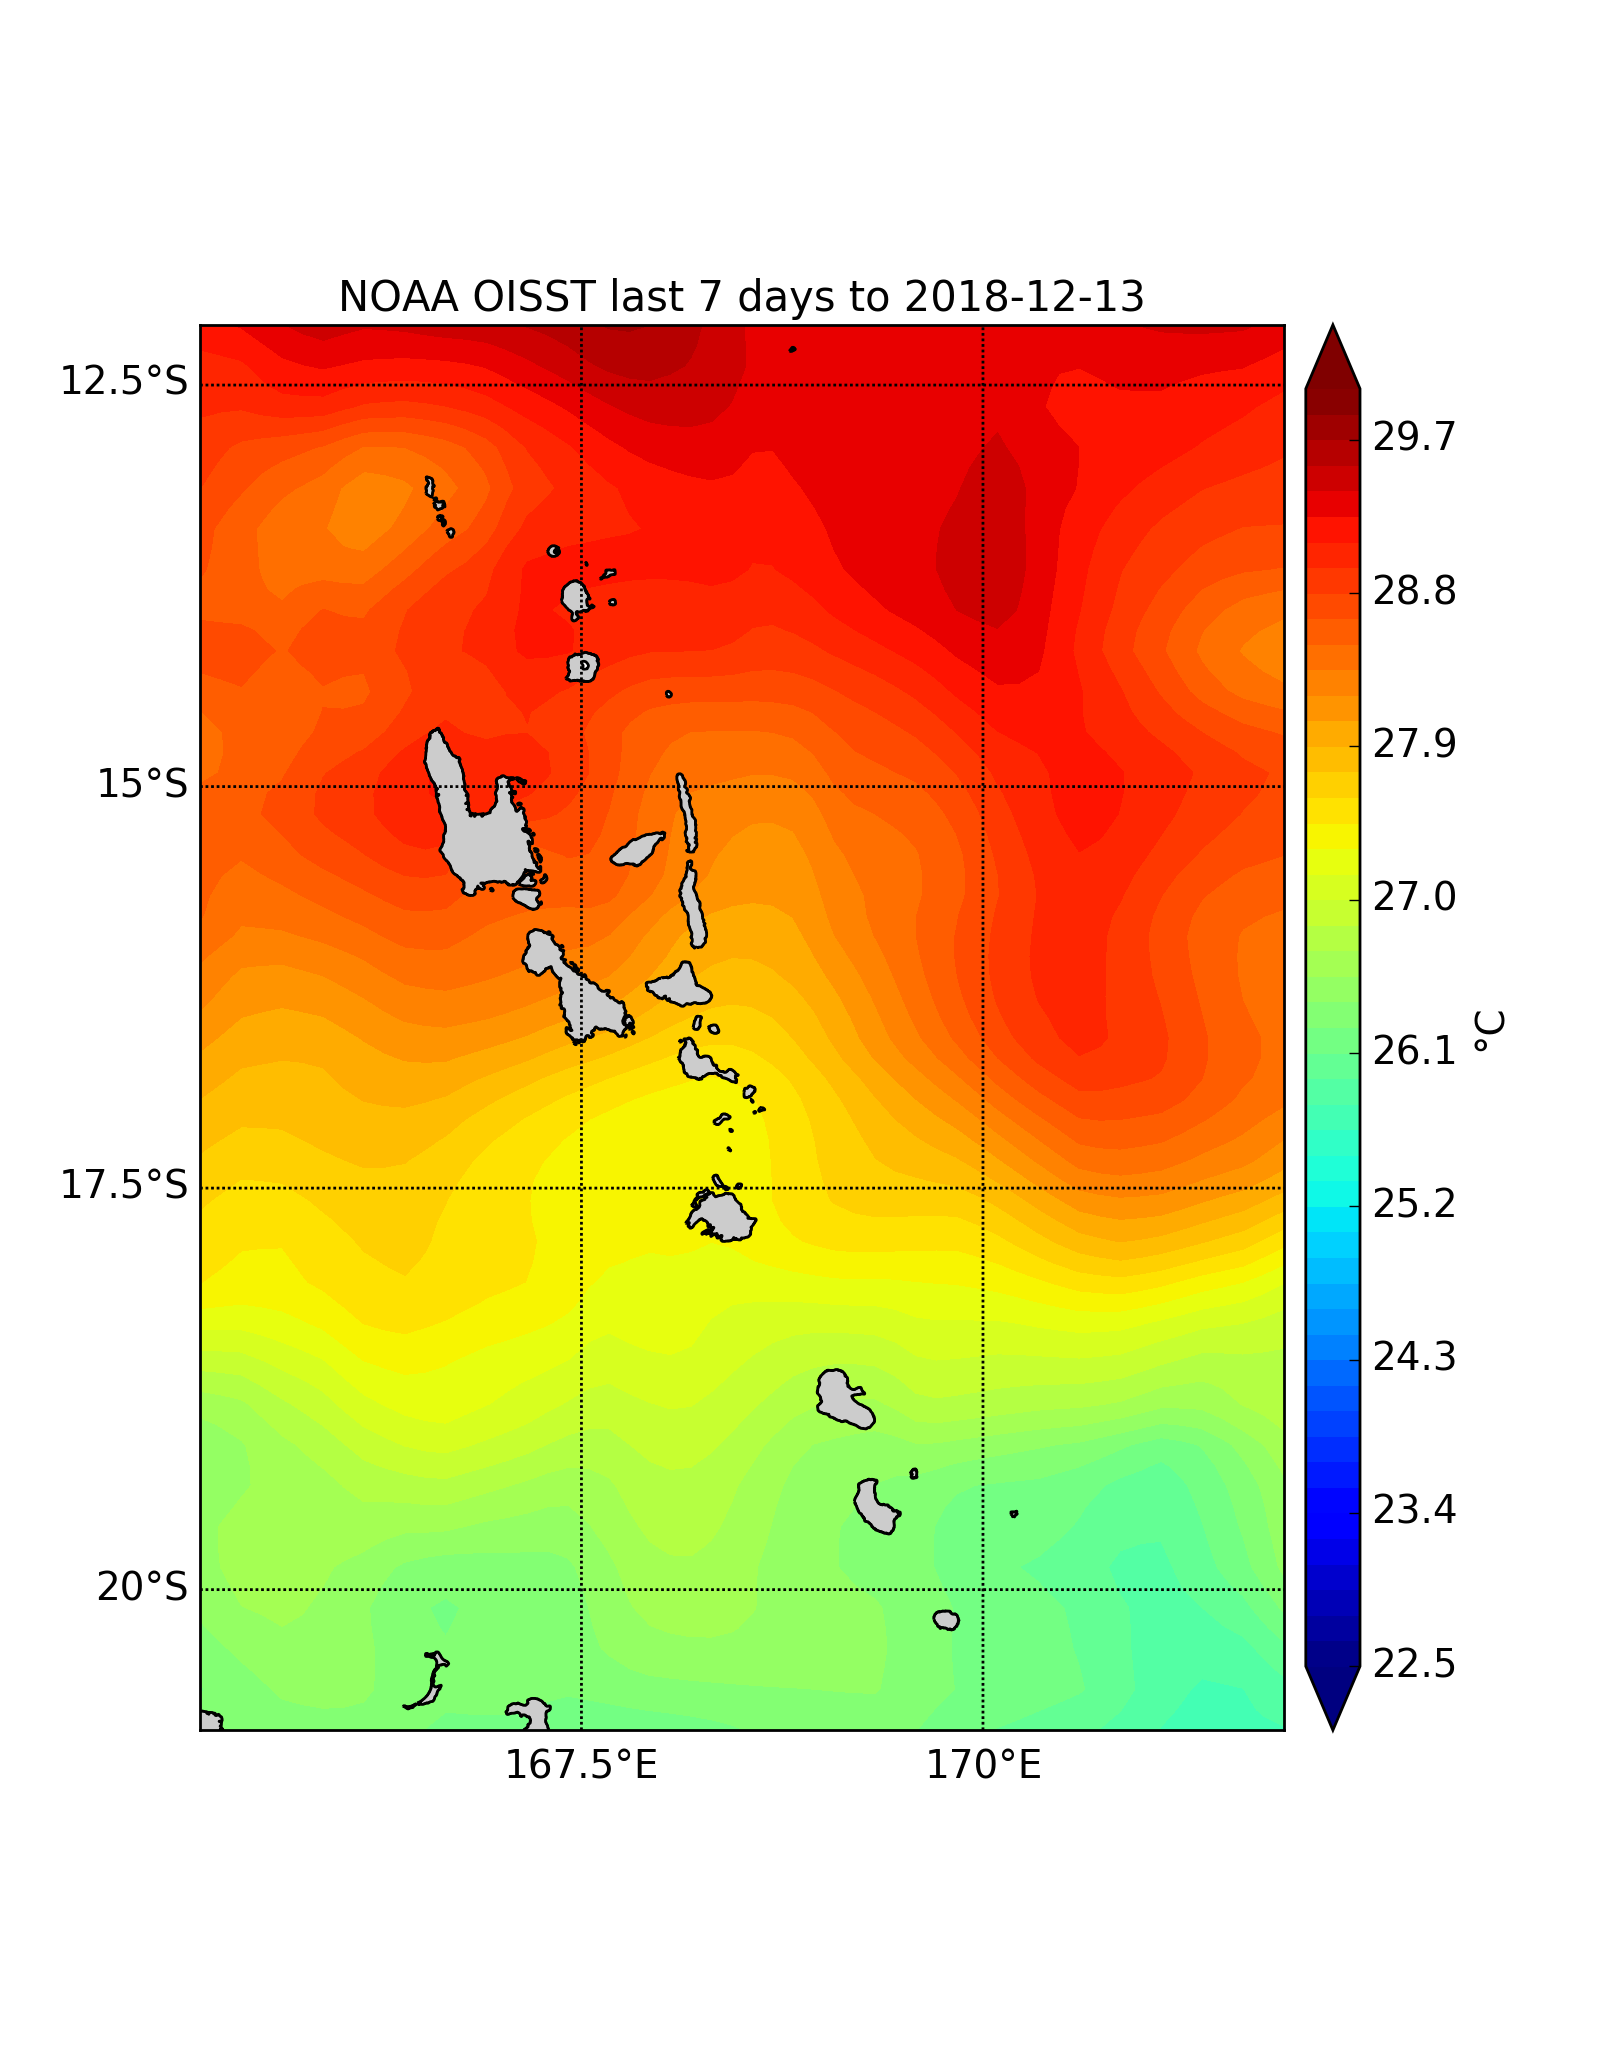 NOAA OISST last 7 days to 2018-12-13
12.5°S
15°S
17.5°S
20°S
167.5°E
170°E
29.7
28.8
27.9
27.0
26.1
25.2
24.3
23.4
22.5
°C